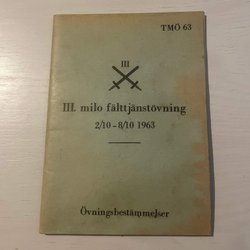 TMÖ 63
III
III. milo fälttjänstövning
2/10-8/10 1963
Övningsbestämmelser